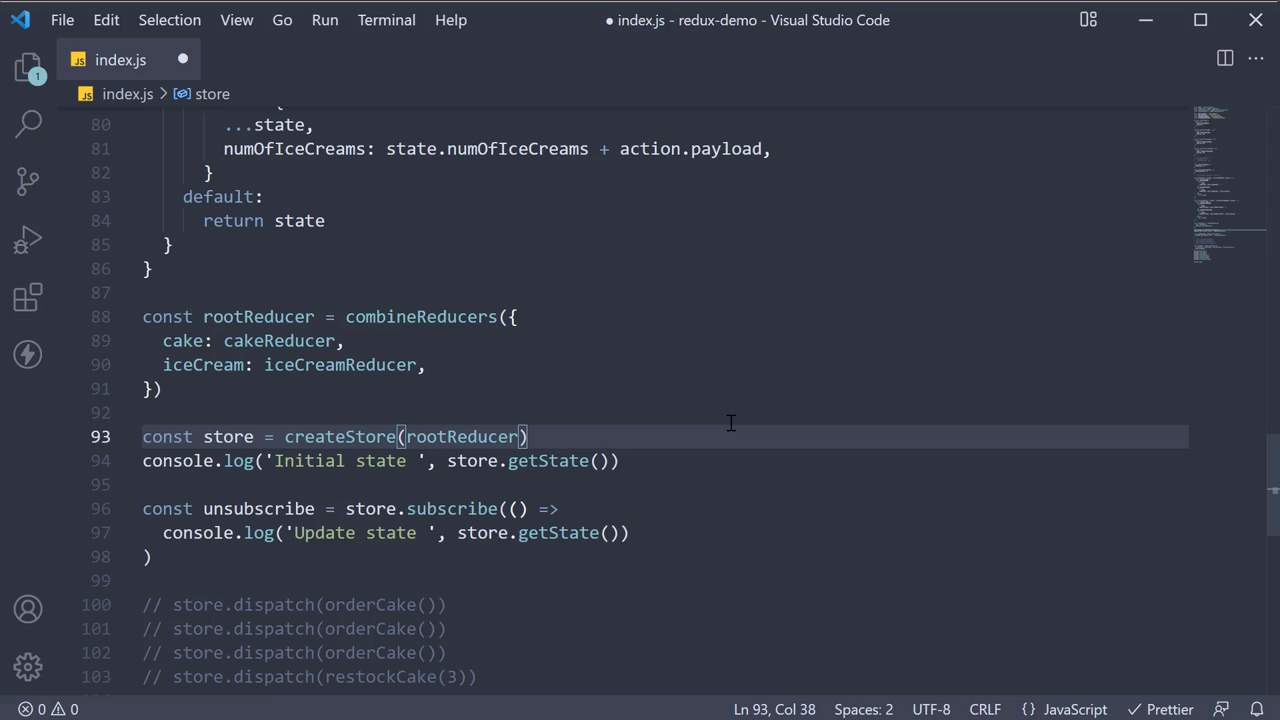 File Edit Selection View Go Run Terminal Help ● index.js - redux-demo - Visual Studio Code
JS index.js ●
JS index.js > store
1
{
80 ...state,
81 numOfIceCreams: state.numOfIceCreams + action.payload,
82 }
83 default:
84 return state
85 }
86 }
87
88 const rootReducer = combineReducers({
89 cake: cakeReducer,
90 iceCream: iceCreamReducer,
91 })
92
93 const store = createStore(rootReducer)
94 console.log('Initial state ', store.getState())
95
96 const unsubscribe = store.subscribe(() =>
97 console.log('Update state ', store.getState())
98 )
99
100 // store.dispatch(orderCake())
101 // store.dispatch(orderCake())
102 // store.dispatch(orderCake())
103 // store.dispatch(restockCake(3))
0 0 Ln 93, Col 38 Spaces: 2 UTF-8 CRLF {} JavaScript Prettier